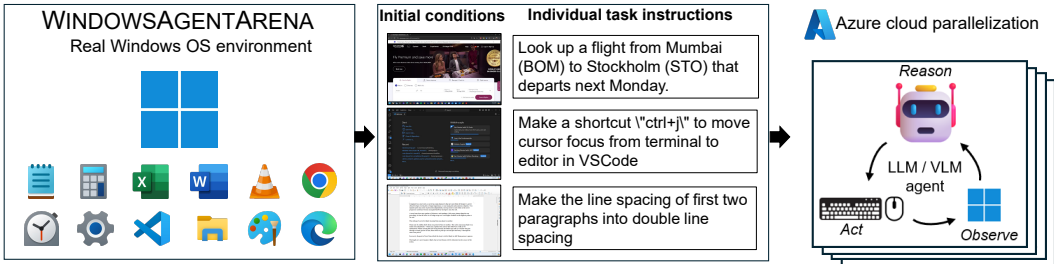 WINDOWSAGENTARENA
Real Windows OS environment
Initial conditions
Individual task instructions
Look up a flight from Mumbai
(BOM) to Stockholm (STO) that
departs next Monday.
Make a shortcut \"ctrl+j\" to move
cursor focus from terminal to
editor in VSCode
Make the line spacing of first two
paragraphs into double line
spacing
Azure cloud parallelization
Reason
LLM / VLM
agent
Act
Observe
X
W